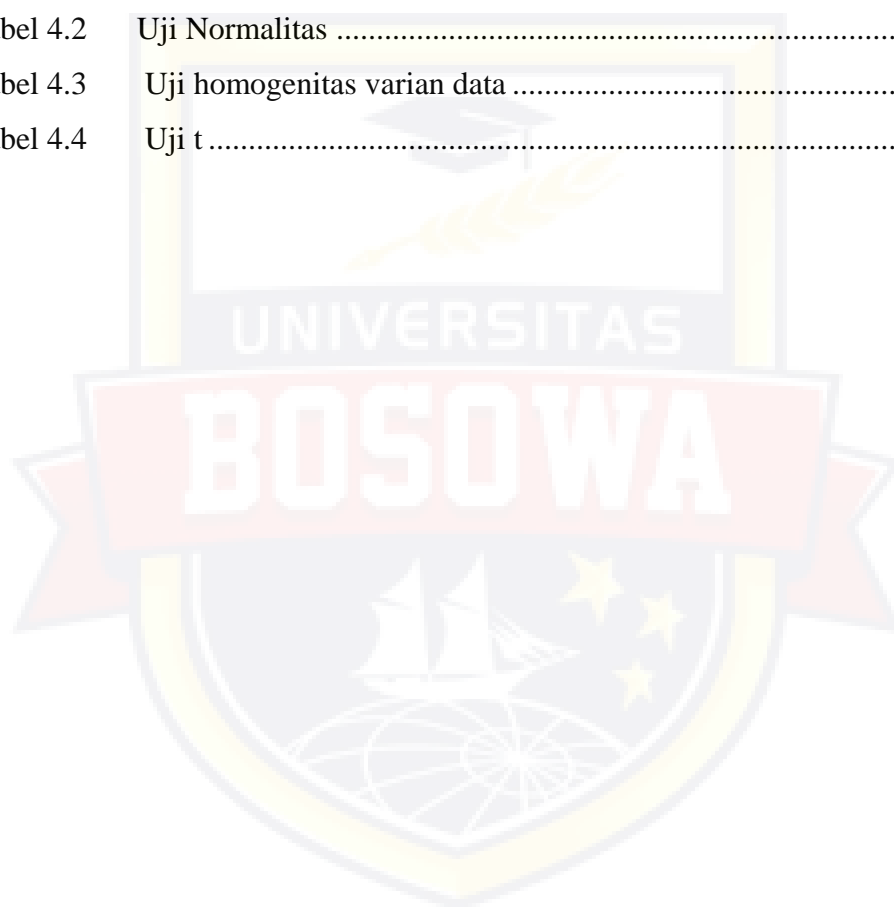 bel 4.2 Uji Normalitas ........................................................................
bel 4.3 Uji homogenitas varian data ................................................
bel 4.4 Uji t .......................................................................................
UNIVERSITAS
BOSOWA